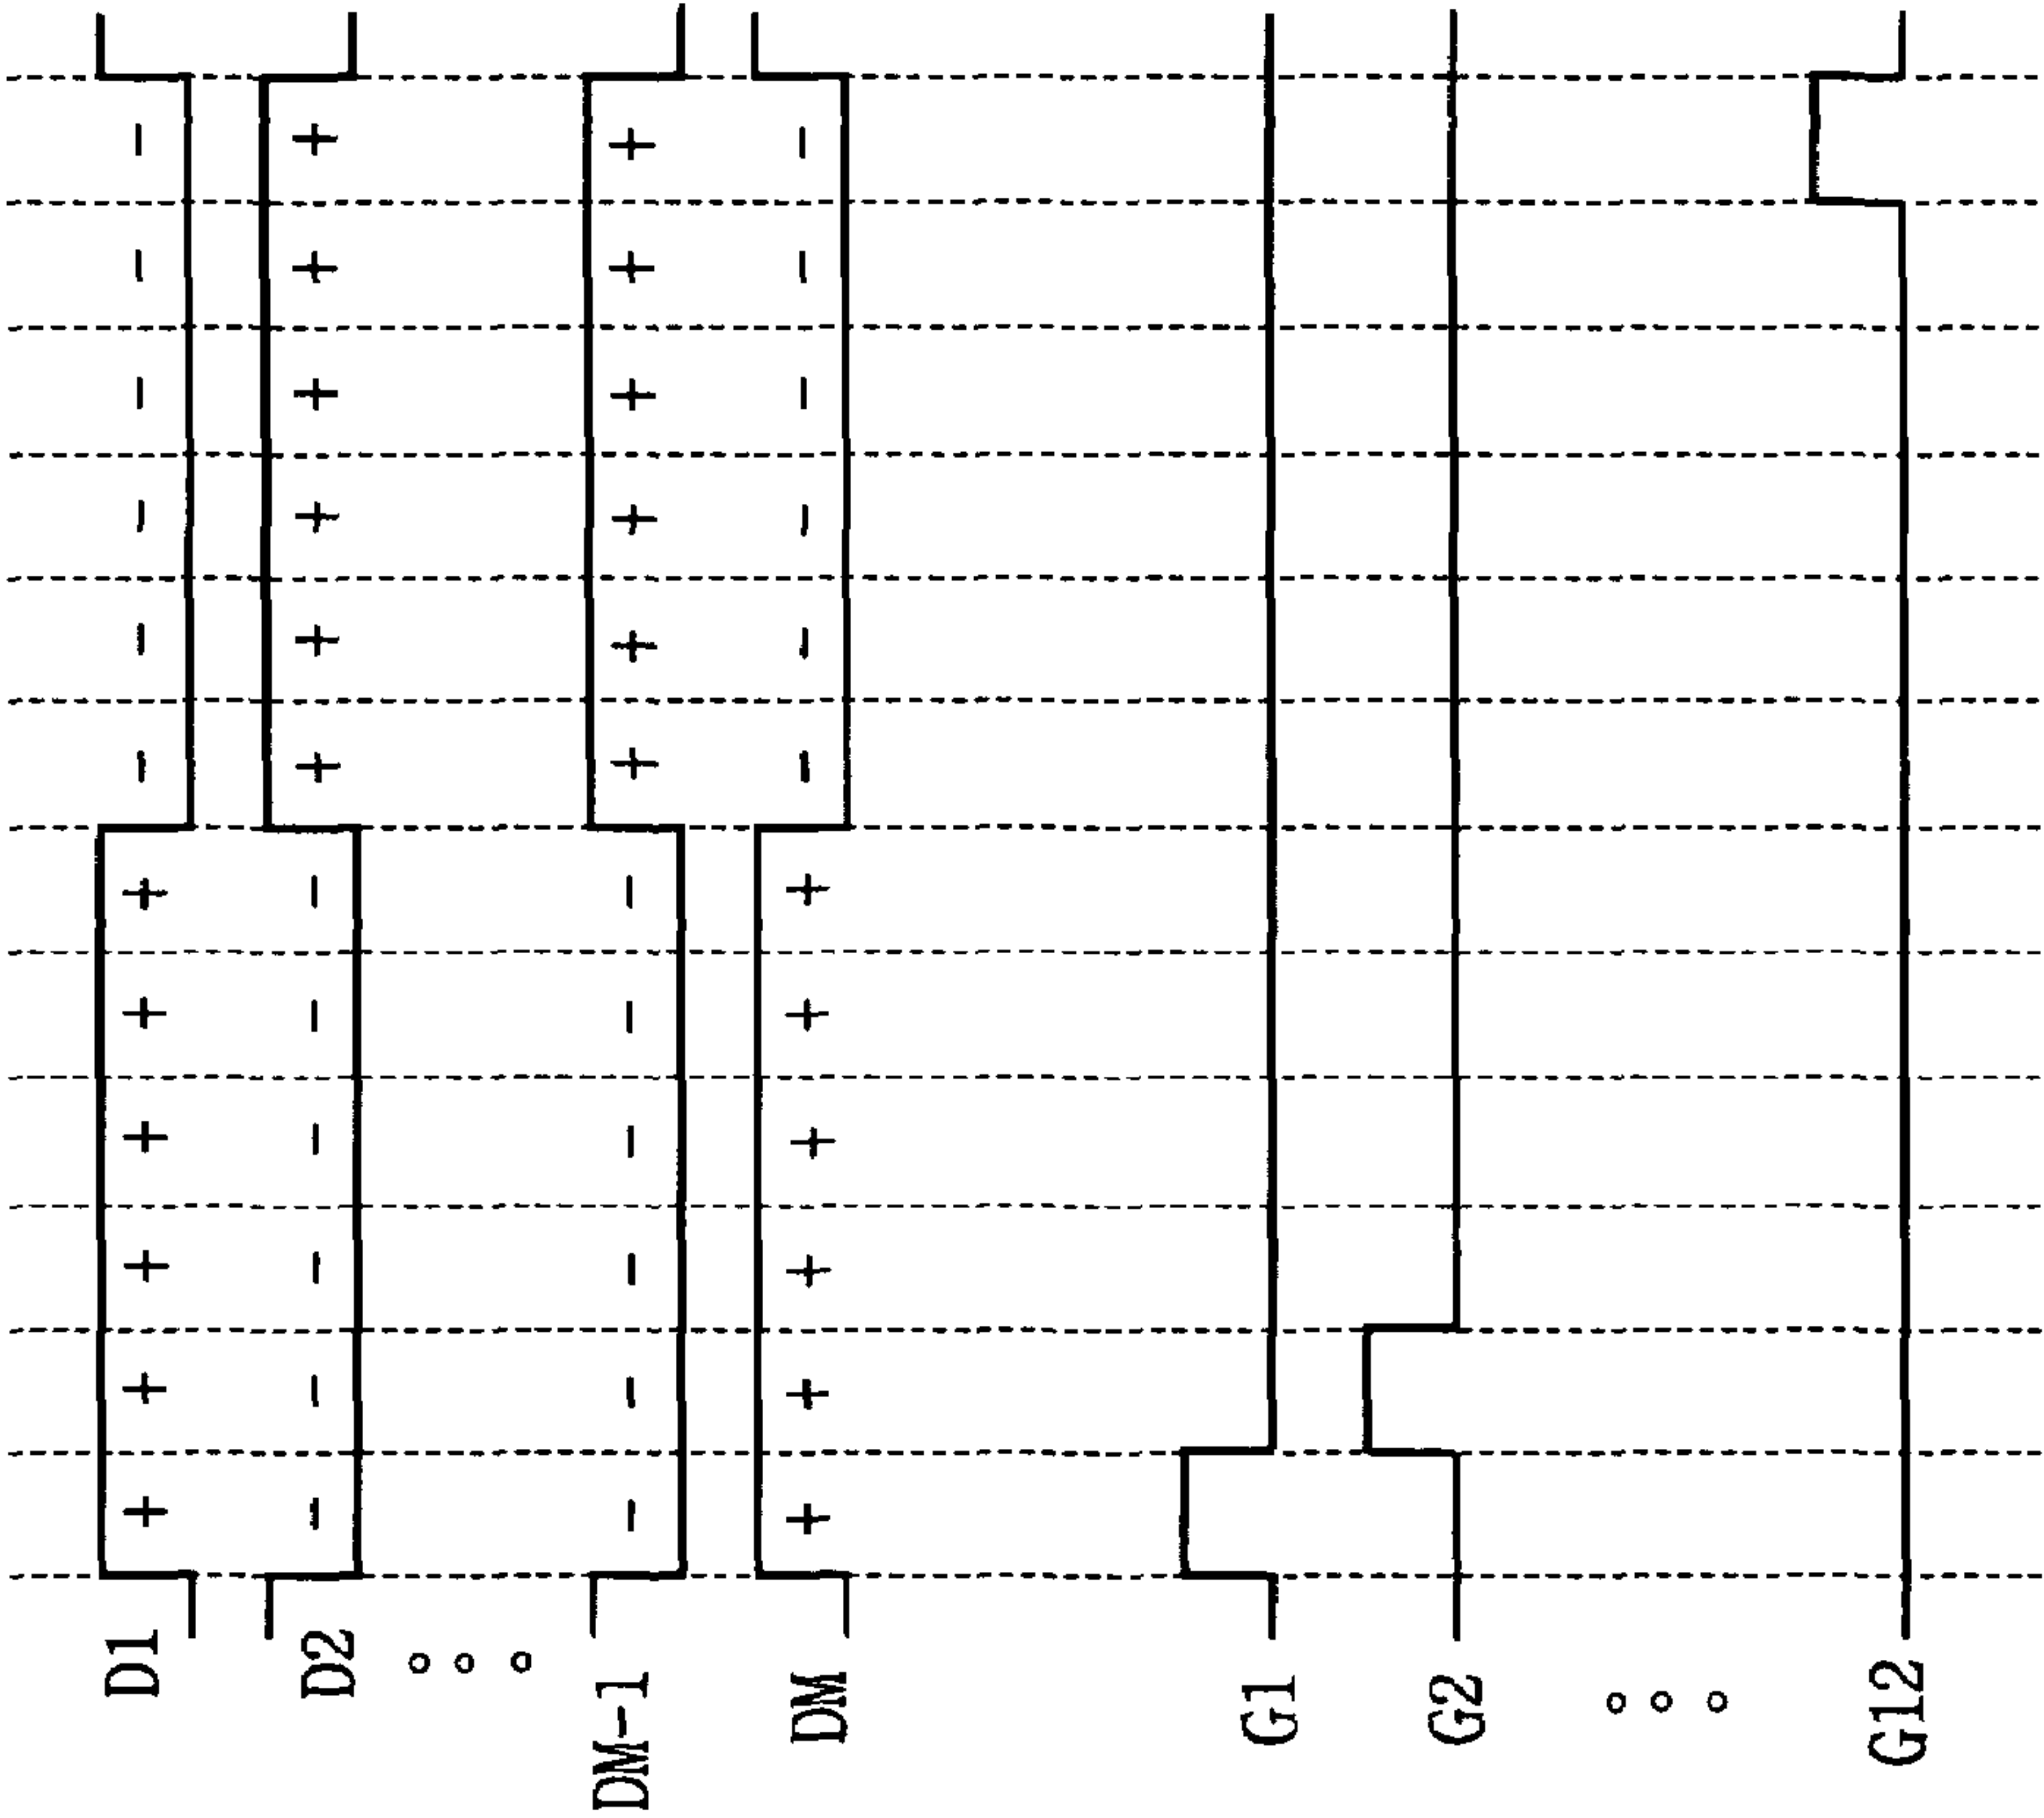 D1 + + + + + + - - - - - -
D2 - - - - - - + + + + + +
DM-1 - - - - - - + + + + + +
DM + + + + + + - - - - - -
G1
G2
G12